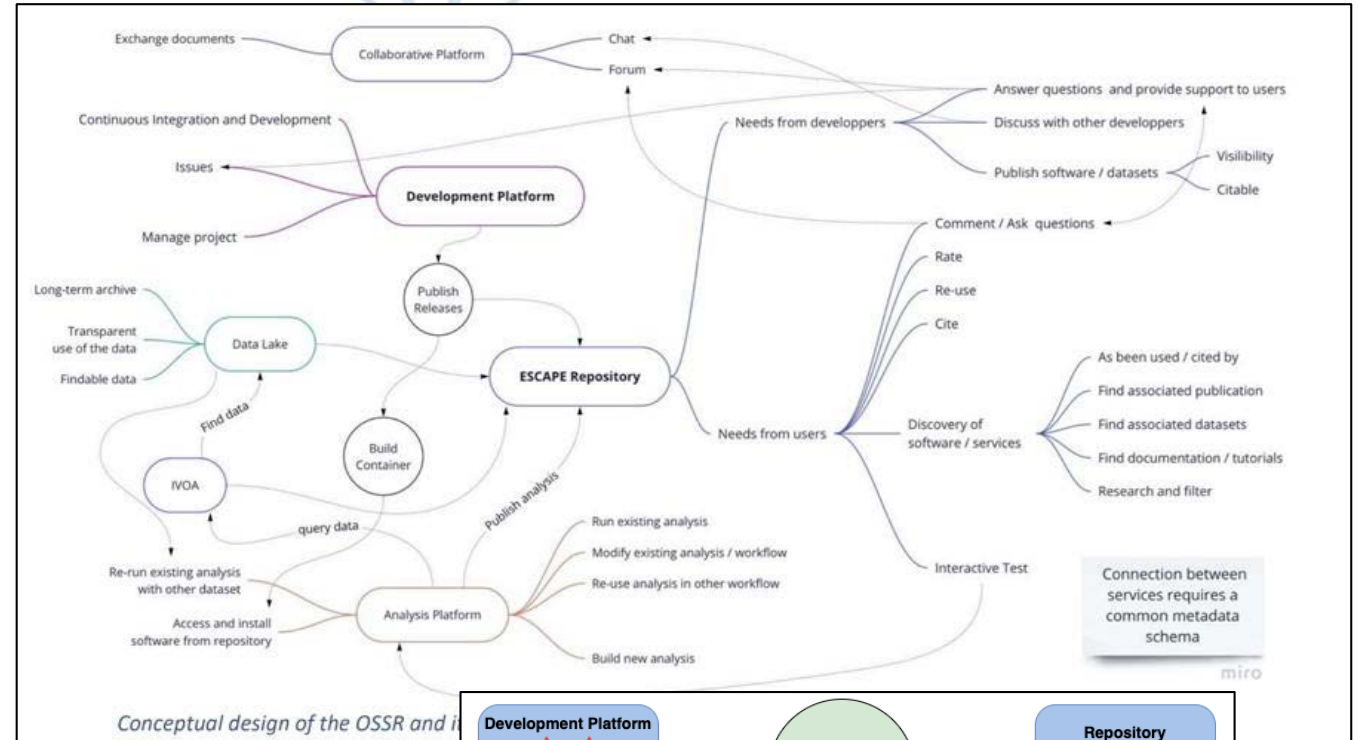 Exchange documents
Collaborative Platform
Chat
Forum
Continuous Integration and Development
Issues
Manage project
Development Platform
Needs from developpers
Answer questions  and provide support to users
Discuss with other developpers
Publish software / datasets
Visilibility
Citable
Comment / Ask  questions
Rate
Re-use
Cite
Publish
Releases
Long-term archive
Transparent
use of the data
Findable data
Data Lake
ESCAPE Repository
Find data
Build
Container
IVOA
query data
Publish analysis
Needs from users
Discovery of
software / services
As been used / cited by
Find associated publication
Find associated datasets
Find documentation / tutorials
Research and filter
Interactive Test
Re-run existing analysis
with other dataset
Access and install
software from repository
Analysis Platform
Run existing analysis
Modify existing analysis / workflow
Re-use analysis in other workflow
Build new analysis
Connection between
services requires a
common metadata
schema
miro
Conceptual design of the OSSR and
Development Platform
Repository